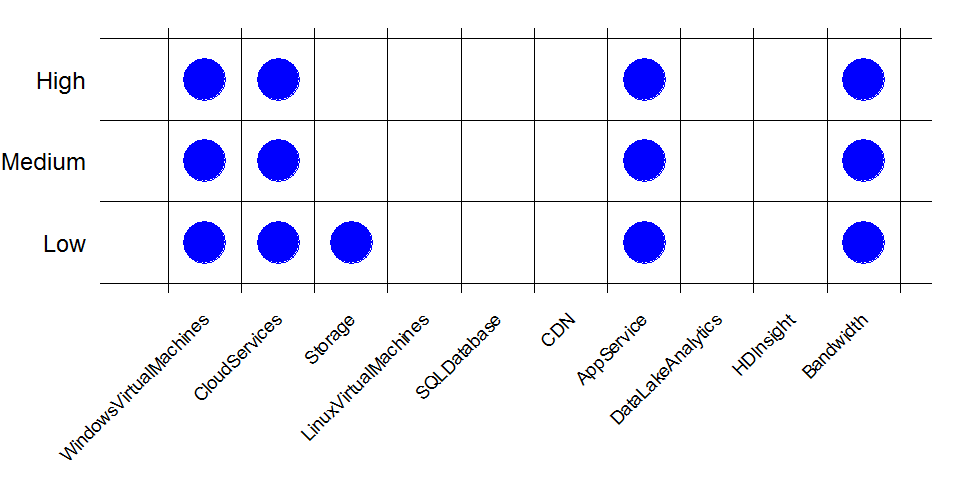 High
Medium
Low
WindowsVirtualMachines
CloudServices
Storage
LinuxVirtualMachines
SQLDatabase
CDN
AppService
DataLakeAnalytics
HDInsight
Bandwidth